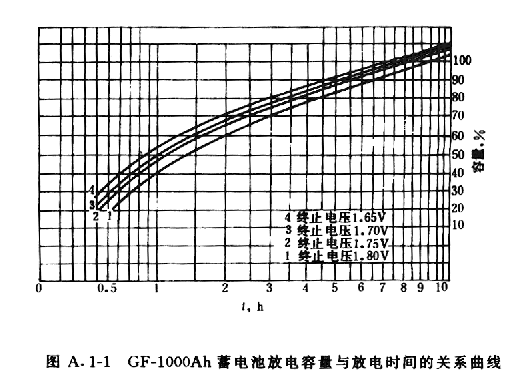 100
90
80
70
60
50
40
30
20
10
容量,%
4
3
2 1
4 终止电压1.65V
3 终止电压1.70V
2 终止电压1.75V
1 终止电压1.80V
0 0.5 1 2 3 4 5 6 7 8 9 10
t, h
图 A.1-1 GF-1000Ah 蓄电池放电容量与放电时间的关系曲线